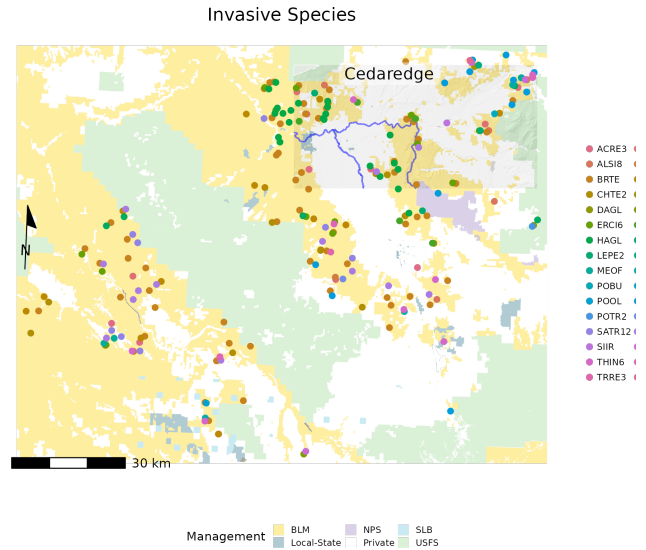 Invasive Species
Cedaredge
ACRE3
ALSI8
BRTE
CHTE2
DAGL
ERCI6
HAGL
LEPE2
MEOF
POBU
POOL
POTR2
SATR12
SIIR
THIN6
TRRE3
N
30 km
Management
BLM
NPS
SLB
Local-State
Private
USFS